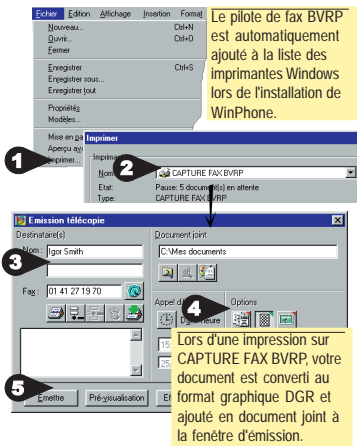 Fichier Edition Affichage Insertion Format
Nouveau... Ctrl+N
Ouvrir... Ctrl+O
Fermer
Enregistrer Ctrl+S
Enregistrer sous...
Enregistrer tout
Propriétés
Modèles...
Mise en pa
Aperçu ava
Imprimer...
Le pilote de fax BVRP
est automatiquement
ajouté à la liste des
imprimantes Windows
lors de l'installation de
WinPhone.
1
Imprimer
Imprimante
2
Nom: CAPTURE FAX BVRP
Etat: Pause: 5 document(s) en attente
Type: CAPTURE FAX BVRP
Emission télécopie
Destinataire(s)
Document joint
Nom : Igor Smith
C:\Mes documents
3
Fax : 01 41 27 19 70
Appel di
4
Options
Lors d'une impression sur
CAPTURE FAX BVRP, votre
document est converti au
format graphique DGR et
ajouté en document joint à
la fenêtre d'émission.
5
Emettre Pré-visualisation